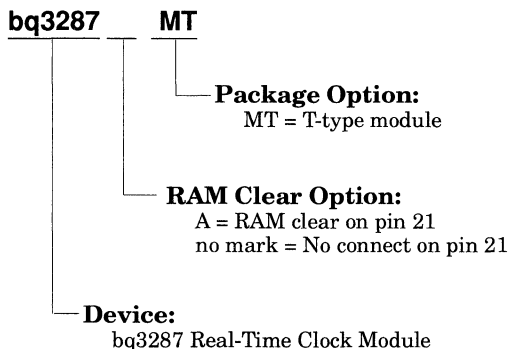 bq3287 MT
Package Option:
MT = T-type module
RAM Clear Option:
A = RAM clear on pin 21
no mark = No connect on pin 21
Device:
bq3287 Real-Time Clock Module